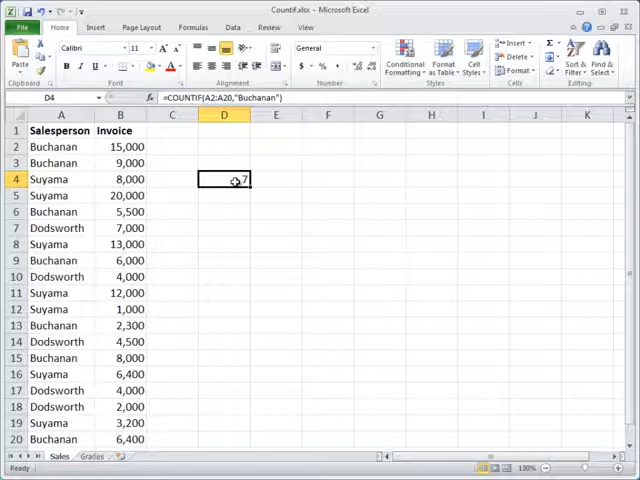 Countif.xlsx - Microsoft Excel
File Home Insert Page Layout Formulas Data Review View
Paste
Clipboard
Calibri 11 A A
B I U A
Font
Alignment
General
$ % ,
Number
Conditional Formatting
Format as Table
Cell Styles
Styles
Insert
Delete
Format
Cells
Σ
Sort & Filter
Find & Select
Editing
D4 fx =COUNTIF(A2:A20,"Buchanan")
A B C D E F G H I J K
1 Salesperson Invoice
2 Buchanan 15,000
3 Buchanan 9,000
4 Suyama 8,000 7
5 Suyama 20,000
6 Buchanan 5,500
7 Dodsworth 7,000
8 Suyama 13,000
9 Buchanan 6,000
10 Dodsworth 4,000
11 Suyama 12,000
12 Suyama 1,000
13 Buchanan 2,300
14 Dodsworth 4,500
15 Buchanan 8,000
16 Suyama 6,400
17 Dodsworth 4,000
18 Dodsworth 2,000
19 Suyama 3,200
20 Buchanan 6,400
Sales Grades
Ready 130%